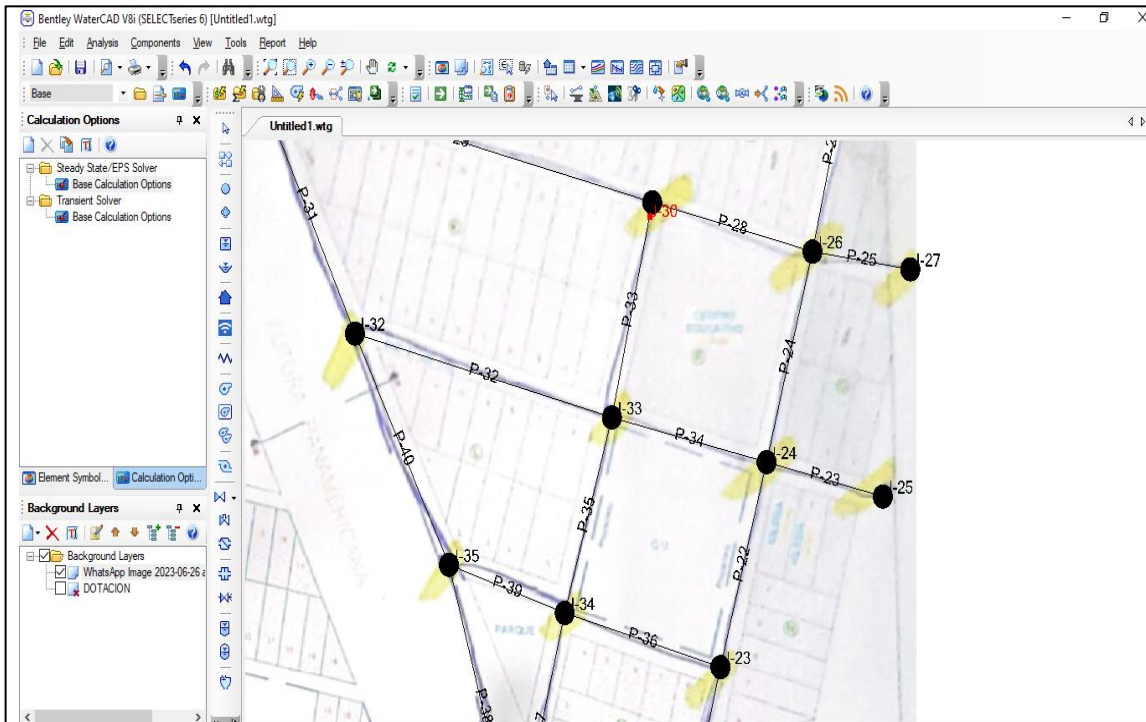 Bentley WaterCAD V8i (SELECTseries 6) [Untitled1.wtg]
File Edit Analysis Components View Tools Report Help
Base
Calculation Options
Steady State/EPS Solver
Base Calculation Options
Transient Solver
Base Calculation Options
Element Symbol...
Calculation Opti...
Background Layers
Background Layers
WhatsApp Image 2023-06-26 a
DOTACION
Untitled1.wtg
J-30
P-28
J-26
P-25
J-27
P-31
P-33
CENTRO
EDUCATIVO
P-24
J-32
P-32
J-33
P-34
J-24
P-23
J-25
P-40
P-35
P-22
J-35
P-39
J-34
P-36
J-23
PARQUE
P-38